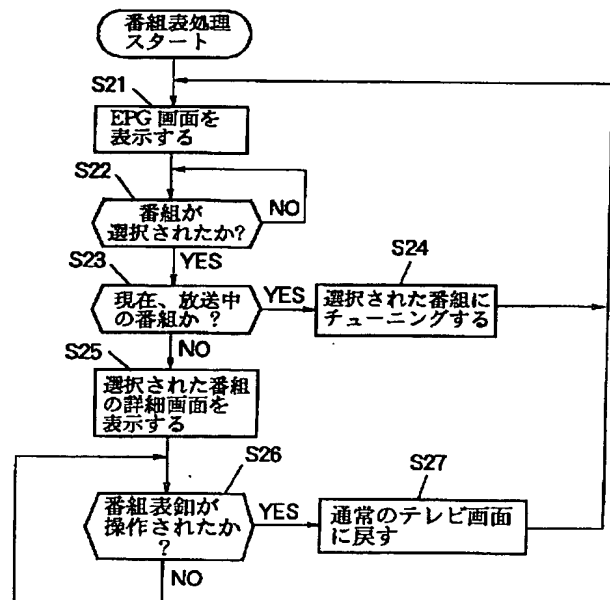 番組表処理
スタート
S21
EPG 画面を
表示する
S22
番組が
選択されたか?
NO
YES
S23
現在、放送中
の番組か ?
YES
S24
選択された番組に
チューニングする
NO
S25
選択された番組
の詳細画面を
表示する
S26
番組表釦が
操作されたか
?
YES
S27
通常のテレビ画面
に戻す
NO